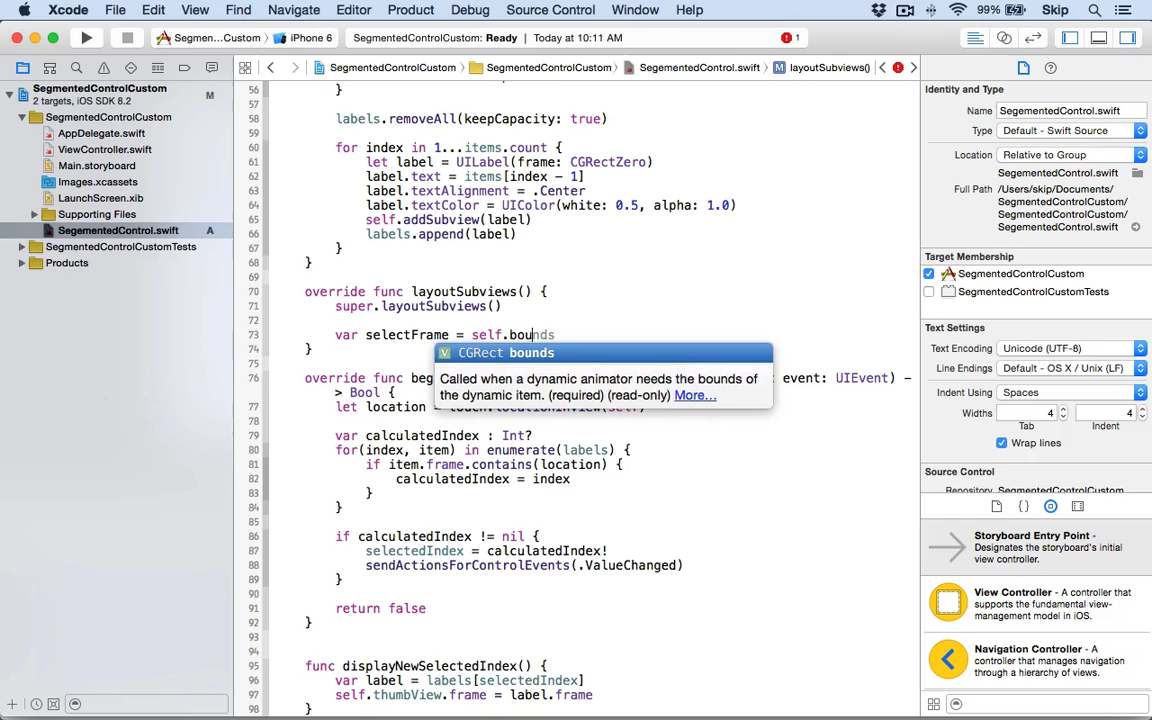 Xcode File Edit View Find Navigate Editor Product Debug Source Control Window Help 99% Skip
Segmen...Custom iPhone 6 SegmentedControlCustom: Ready Today at 10:11 AM 1
SegmentedControlCustom SegmentedControlCustom SegementedControl.swift M layoutSubviews()
SegmentedControlCustom M
2 targets, iOS SDK 8.2
SegmentedControlCustom
AppDelegate.swift
ViewController.swift
Main.storyboard
Images.xcassets
LaunchScreen.xib
Supporting Files
SegementedControl.swift A
SegmentedControlCustomTests
Products
56 }
57
58 labels.removeAll(keepCapacity: true)
59
60 for index in 1...items.count {
61 let label = UILabel(frame: CGRectZero)
62 label.text = items[index - 1]
63 label.textAlignment = .Center
64 label.textColor = UIColor(white: 0.5, alpha: 1.0)
65 self.addSubview(label)
66 labels.append(label)
67 }
68 }
69
70 override func layoutSubviews() {
71 super.layoutSubviews()
72
73 var selectFrame = self.bounds
V CGRect bounds
Called when a dynamic animator needs the bounds of
the dynamic item. (required) (read-only) More...
74 }
75
76 override func beg event: UIEvent) -
> Bool {
77 let location = touch.locationInView(self)
78
79 var calculatedIndex : Int?
80 for(index, item) in enumerate(labels) {
81 if item.frame.contains(location) {
82 calculatedIndex = index
83 }
84 }
85
86 if calculatedIndex != nil {
87 selectedIndex = calculatedIndex!
88 sendActionsForControlEvents(.ValueChanged)
89 }
90
91 return false
92 }
93
94
95 func displayNewSelectedIndex() {
96 var label = labels[selectedIndex]
97 self.thumbView.frame = label.frame
98 }
Identity and Type
Name SegementedControl.swift
Type Default - Swift Source
Location Relative to Group
SegementedControl.swift
Full Path /Users/skip/Documents/
SegmentedControlCustom/
SegmentedControlCustom/
SegementedControl.swift
Target Membership
SegmentedControlCustom
SegmentedControlCustomTests
Text Settings
Text Encoding Unicode (UTF-8)
Line Endings Default - OS X / Unix (LF)
Indent Using Spaces
Widths 4 4
Tab Indent
Wrap lines
Source Control
Repository SegmentedControlCustom
Storyboard Entry Point -
Designates the storyboard's initial
view controller.
View Controller - A
controller that
supports the fundamental view-
management model in iOS.
Navigation Controller - A
controller that manages navigation
through a hierarchy of views.